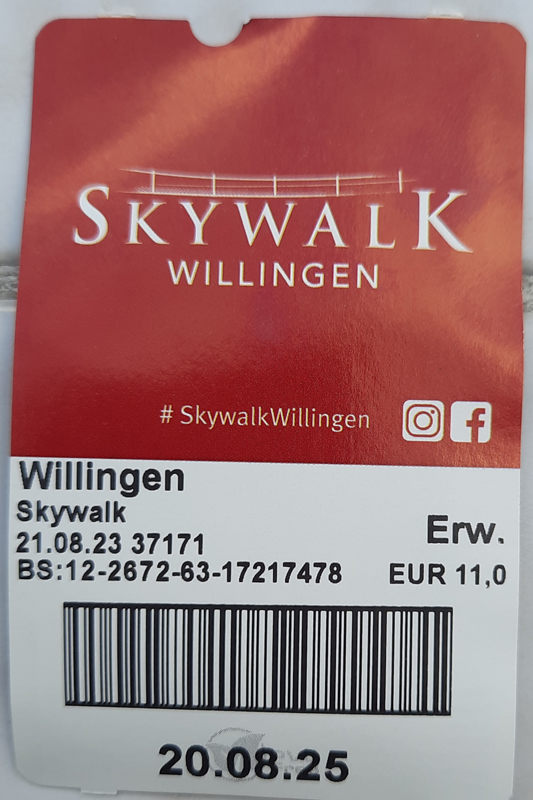 SKYWALK
WILLINGEN
# SkywalkWillingen
Willingen
Skywalk
Erw.
21.08.23 37171
BS:12-2672-63-17217478 EUR 11,0
20.08.25